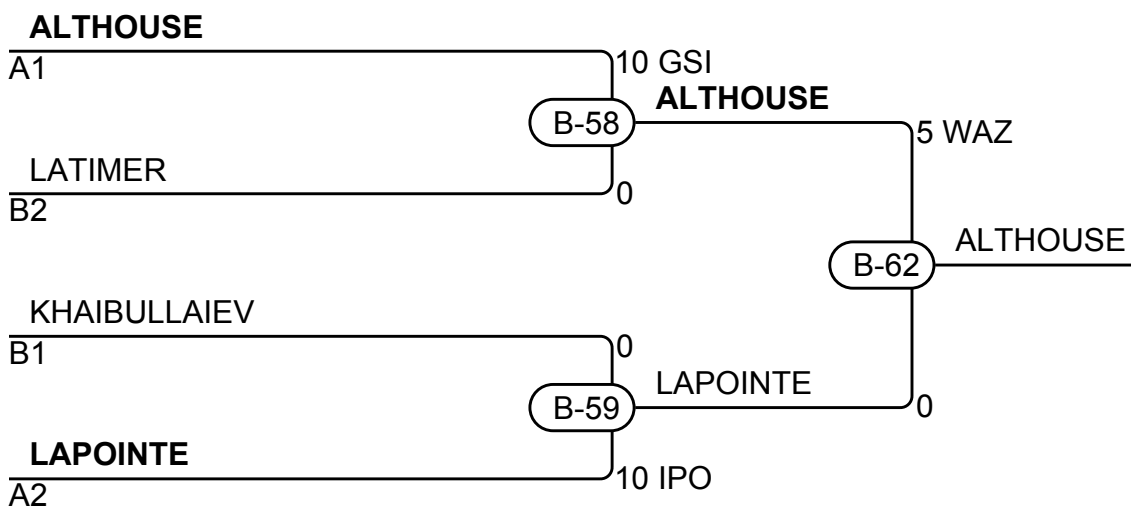 ALTHOUSE
A1
10 GSI
ALTHOUSE
B-58
5 WAZ
LATIMER
B2
0
ALTHOUSE
B-62
KHAIBULLAIEV
B1
0
LAPOINTE
B-59
0
LAPOINTE
A2
10 IPO